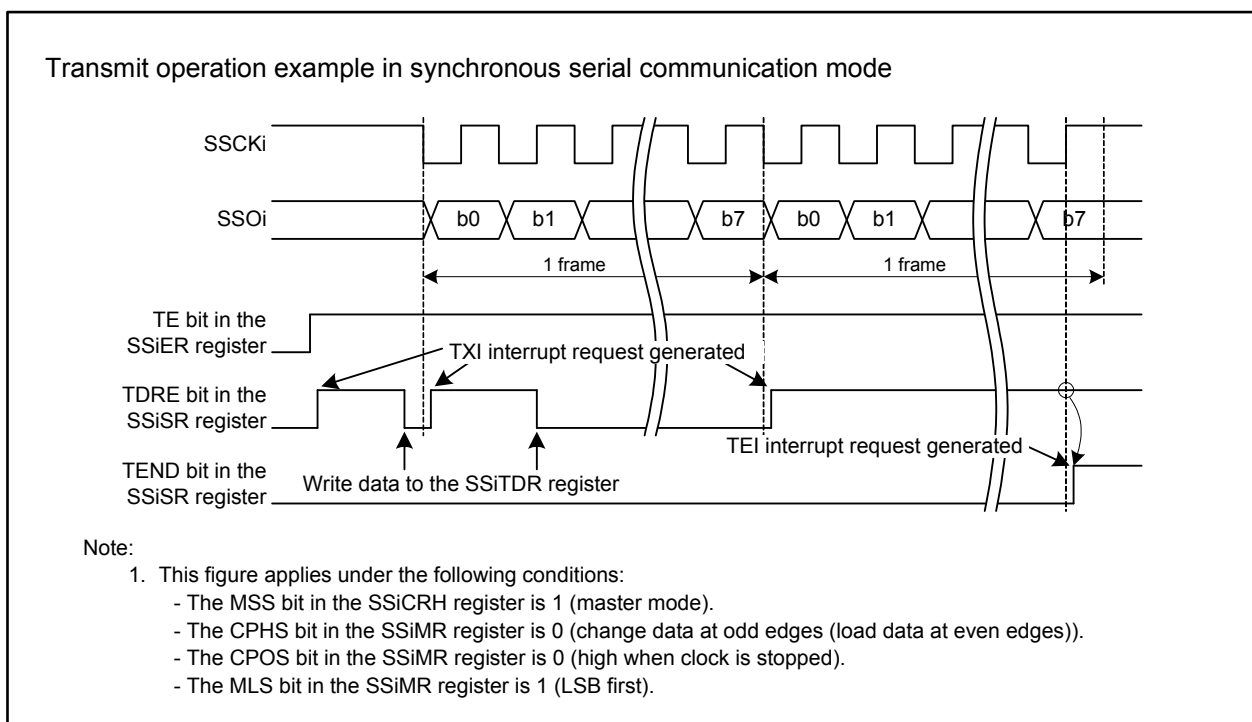 Transmit operation example in synchronous serial communication mode
SSCKi
SSOi
b0
b1
b7
b0
b1
b7
1 frame
1 frame
TE bit in the
SSiER register
TXI interrupt request generated
TDRE bit in the
SSiSR register
TEI interrupt request generated
TEND bit in the
SSiSR register
Write data to the SSiTDR register
Note:
1. This figure applies under the following conditions:
- The MSS bit in the SSiCRH register is 1 (master mode).
- The CPHS bit in the SSiMR register is 0 (change data at odd edges (load data at even edges)).
- The CPOS bit in the SSiMR register is 0 (high when clock is stopped).
- The MLS bit in the SSiMR register is 1 (LSB first).